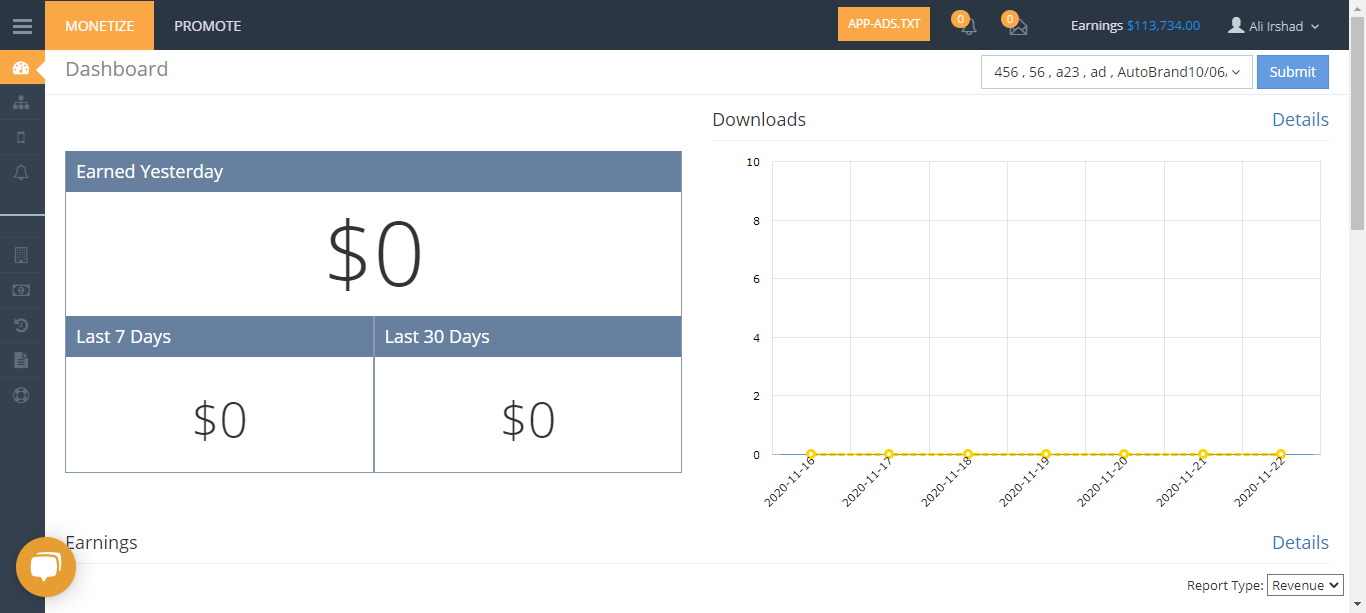 MONETIZE PROMOTE APP-ADS.TXT 0 0 Earnings $113,734.00 Ali Irshad
Dashboard 456 , 56 , a23 , ad , AutoBrand10/06/ Submit
Downloads Details
Earned Yesterday
$0
Last 7 Days Last 30 Days
$0 $0
10
8
6
4
2
0
2020-11-16 2020-11-17 2020-11-18 2020-11-19 2020-11-20 2020-11-21 2020-11-22
Earnings Details
Report Type: Revenue